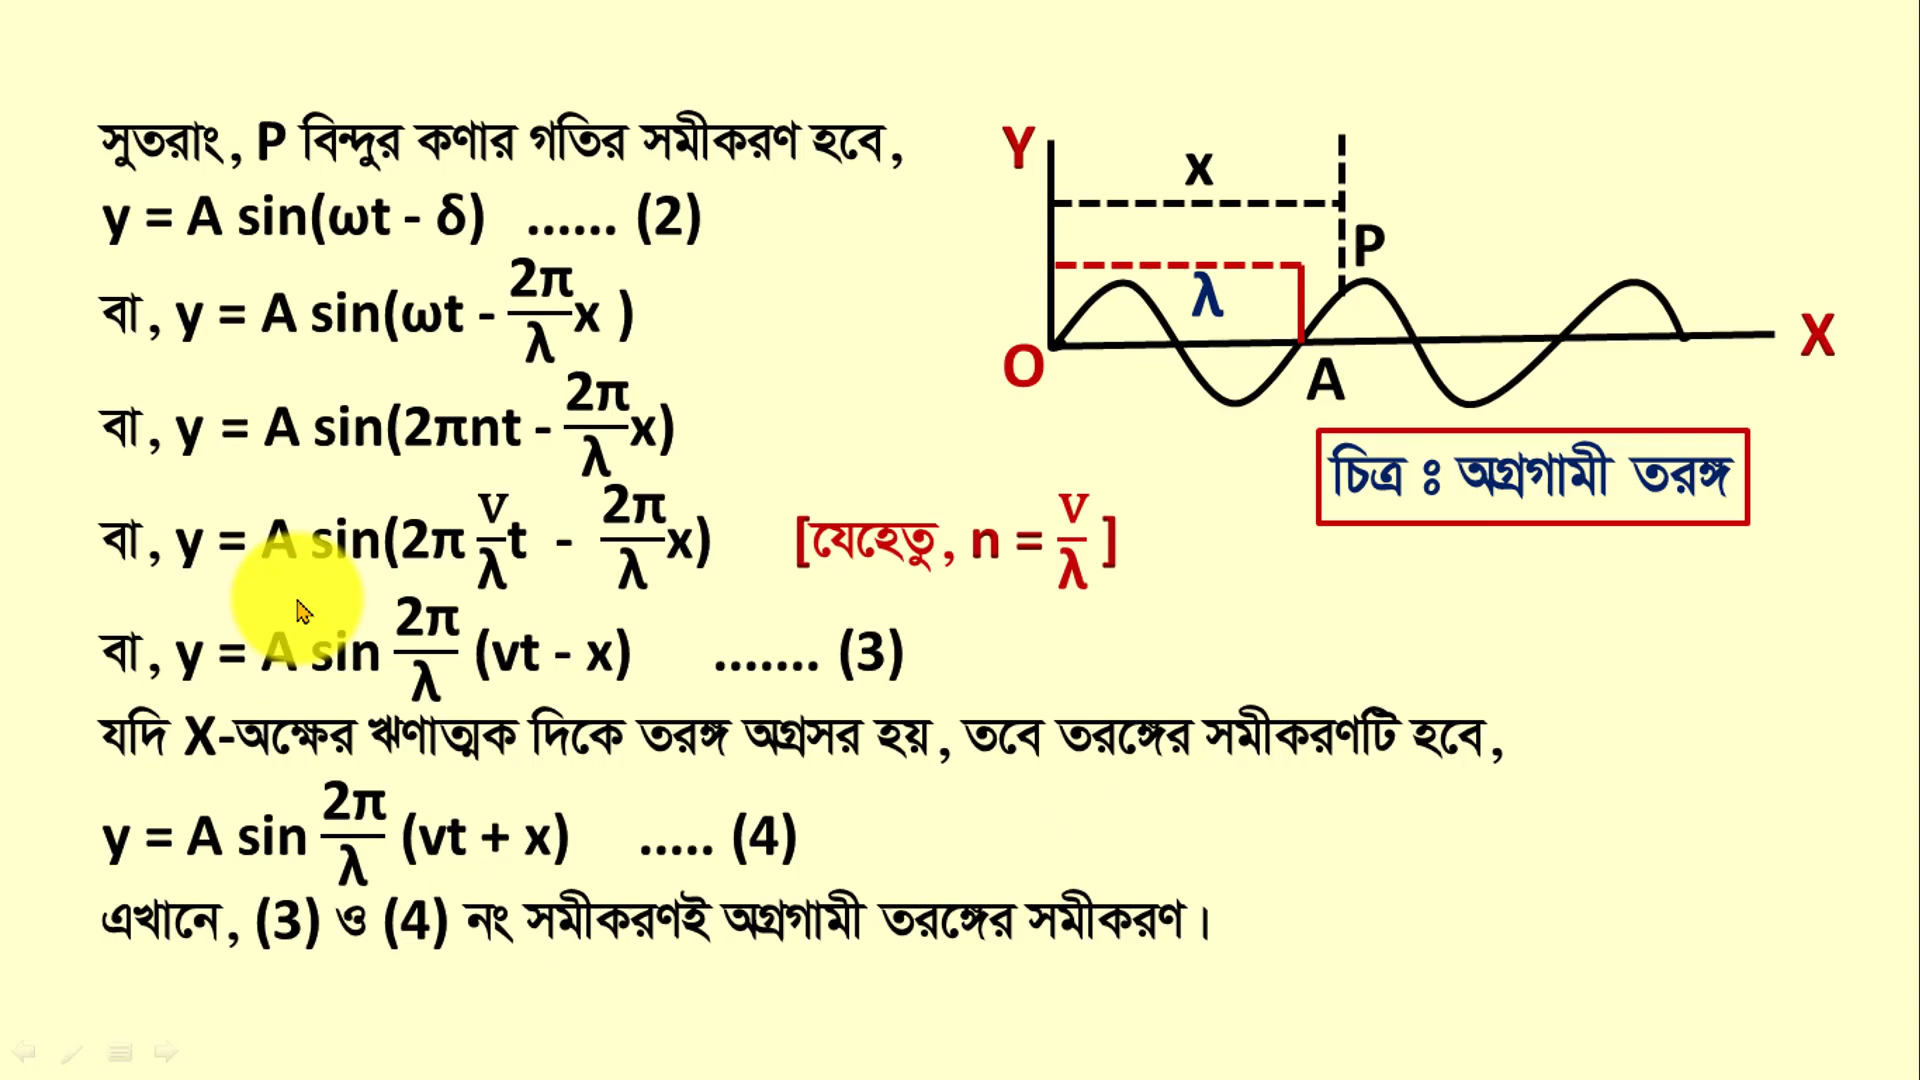 সুতরাং, P বিন্দুর কণার গতির সমীকরণ হবে,
y = A sin(ωt - δ) ...... (2)
বা, y = A sin(ωt - 2π/λ x )
বা, y = A sin(2πnt - 2π/λ x)
বা, y = A sin(2π v/λ t - 2π/λ x) [যেহেতু, n = v/λ ]
বা, y = A sin 2π/λ (vt - x) ....... (3)
যদি X-অক্ষের ঋণাত্মক দিকে তরঙ্গ অগ্রসর হয়, তবে তরঙ্গের সমীকরণটি হবে,
y = A sin 2π/λ (vt + x) ..... (4)
এখানে, (3) ও (4) নং সমীকরণই অগ্রগামী তরঙ্গের সমীকরণ।
Y
x
P
λ
O
A
X
চিত্র ঃ অগ্রগামী তরঙ্গ